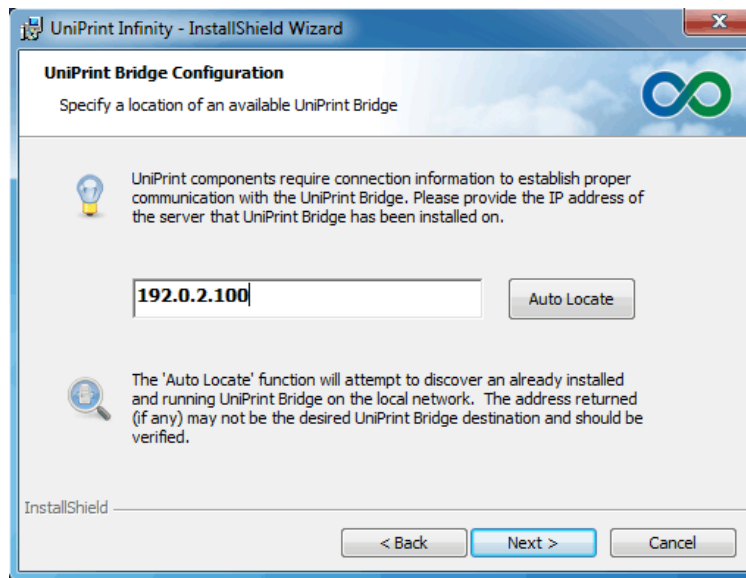 UniPrint Infinity - InstallShield Wizard
UniPrint Bridge Configuration
Specify a location of an available UniPrint Bridge
UniPrint components require connection information to establish proper
communication with the UniPrint Bridge. Please provide the IP address of
the server that UniPrint Bridge has been installed on.
192.0.2.100
Auto Locate
The 'Auto Locate' function will attempt to discover an already installed
and running UniPrint Bridge on the local network.  The address returned
(if any) may not be the desired UniPrint Bridge destination and should be
verified.
InstallShield
< Back
Next >
Cancel